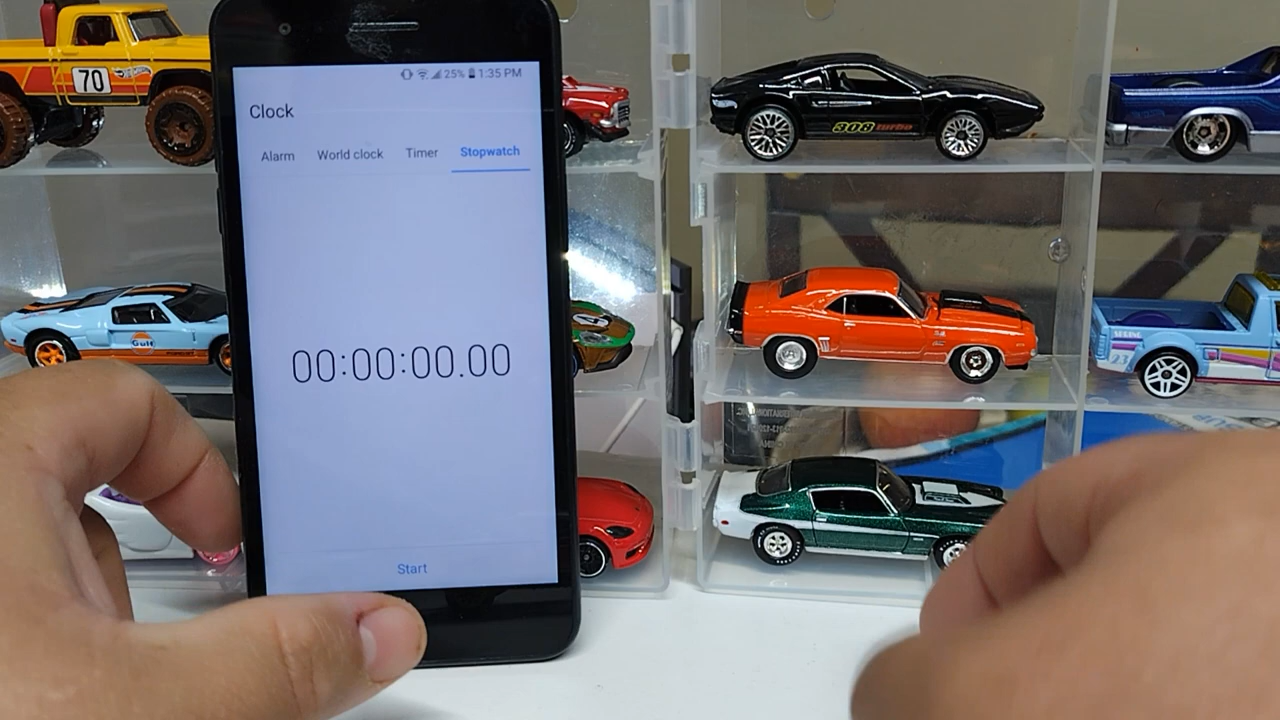 25% 1:35 PM
Clock
Alarm World clock Timer Stopwatch
00:00:00.00
Start
70
308 turbo
Gulf
23